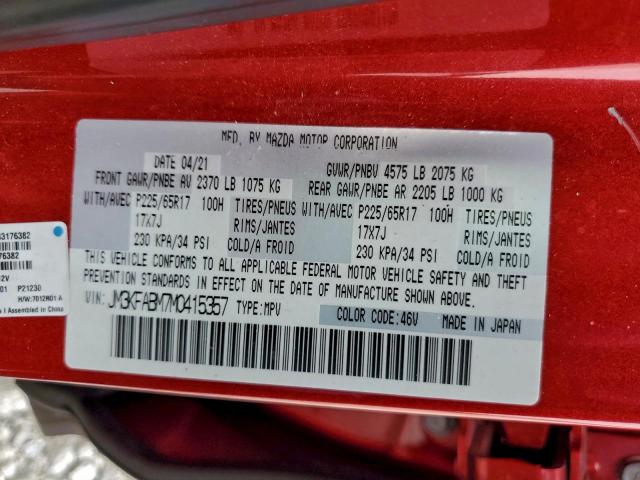 MFD. BY MAZDA MOTOR CORPORATION
DATE 04/21 GVWR/PNBV 4575 LB 2075 KG
FRONT GAWR/PNBE AV 2370 LB 1075 KG REAR GAWR/PNBE AR 2205 LB 1000 KG
WITH/AVEC P225/65R17 100H TIRES/PNEUS WITH/AVEC P225/65R17 100H TIRES/PNEUS
17X7J RIMS/JANTES 17X7J RIMS/JANTES
230 KPA/34 PSI COLD/A FROID 230 KPA/34 PSI COLD/A FROID
THIS VEHICLE CONFORMS TO ALL APPLICABLE FEDERAL MOTOR VEHICLE SAFETY AND THEFT
PREVENTION STANDARDS IN EFFECT ON THE DATE OF MANUFACTURE SHOWN ABOVE.
VIN: JM3KFABM7M0415357 TYPE: MPV COLOR CODE:46V MADE IN JAPAN
3176382
76382
2V
01 P21230
H/W:7012R01 A
Assembled in China